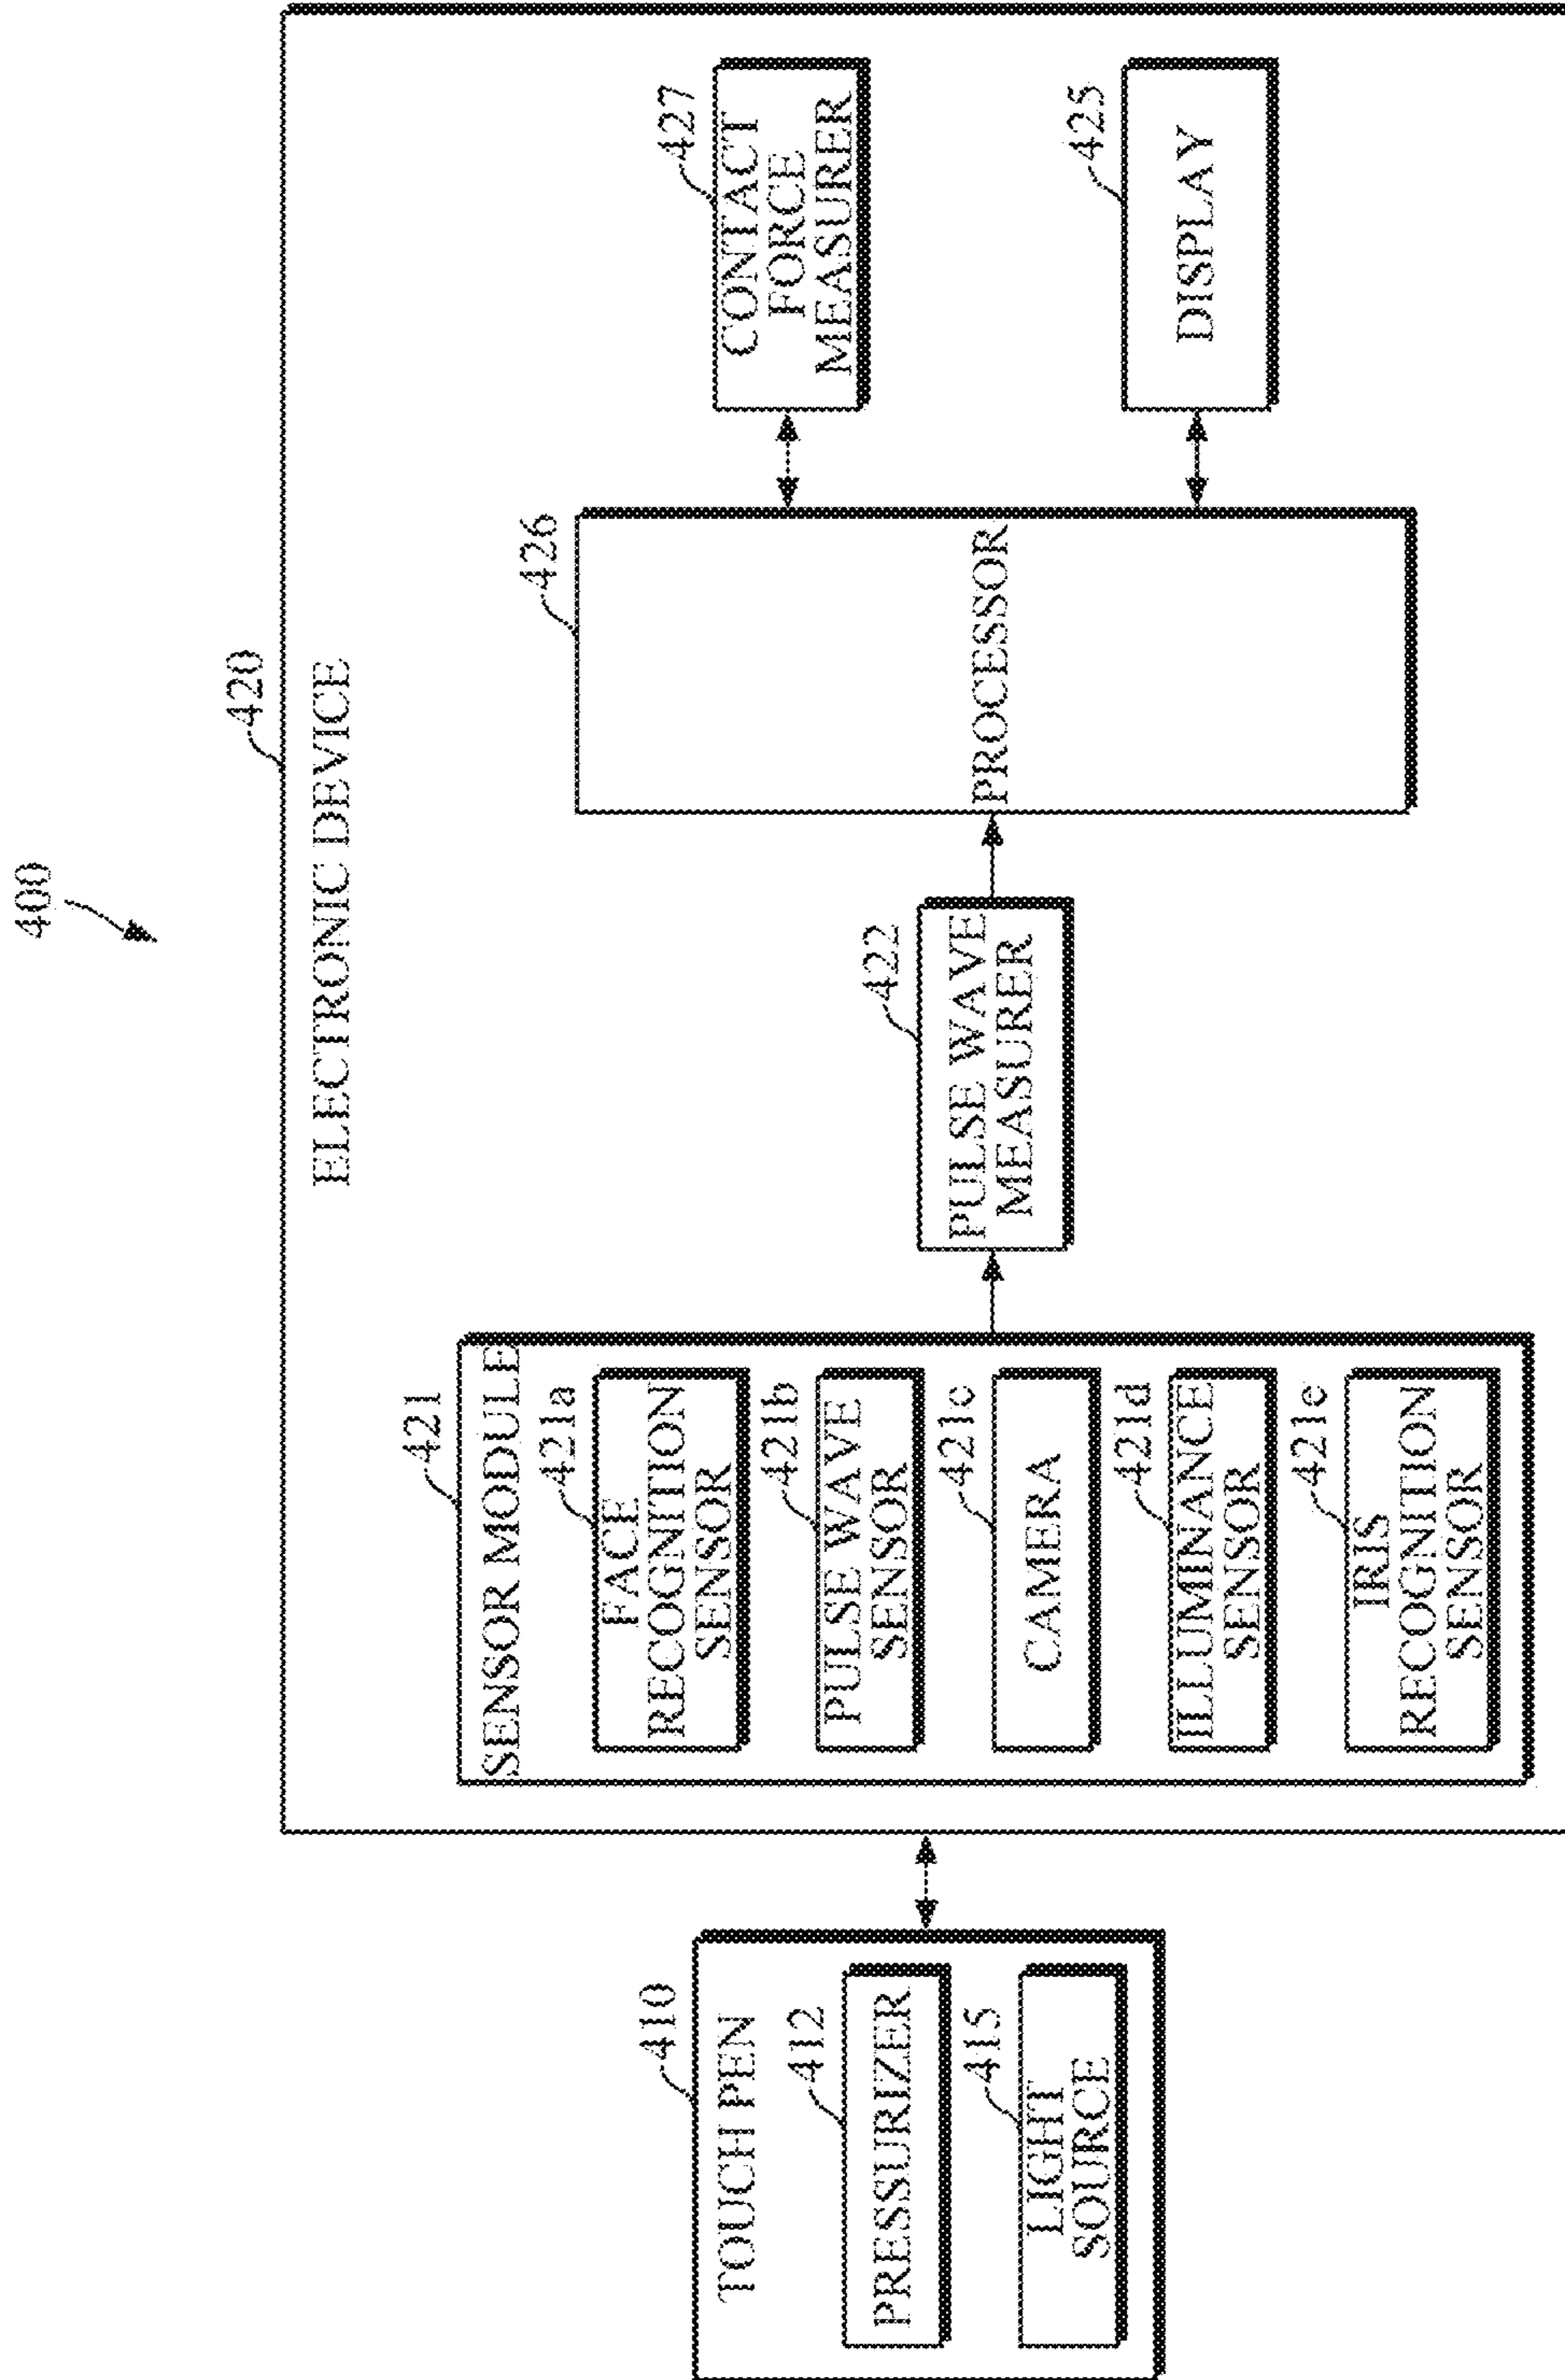 400
420
ELECTRONIC DEVICE
410
TOUCH PEN
412
PRESSURIZER
415
LIGHT
SOURCE
421
SENSOR MODULE
421a
FACE
RECOGNITION
SENSOR
421b
PULSE WAVE
SENSOR
421c
CAMERA
421d
ILLUMINANCE
SENSOR
421e
IRIS
RECOGNITION
SENSOR
422
PULSE WAVE
MEASURER
426
PROCESSOR
427
CONTACT
FORCE
MEASURER
425
DISPLAY